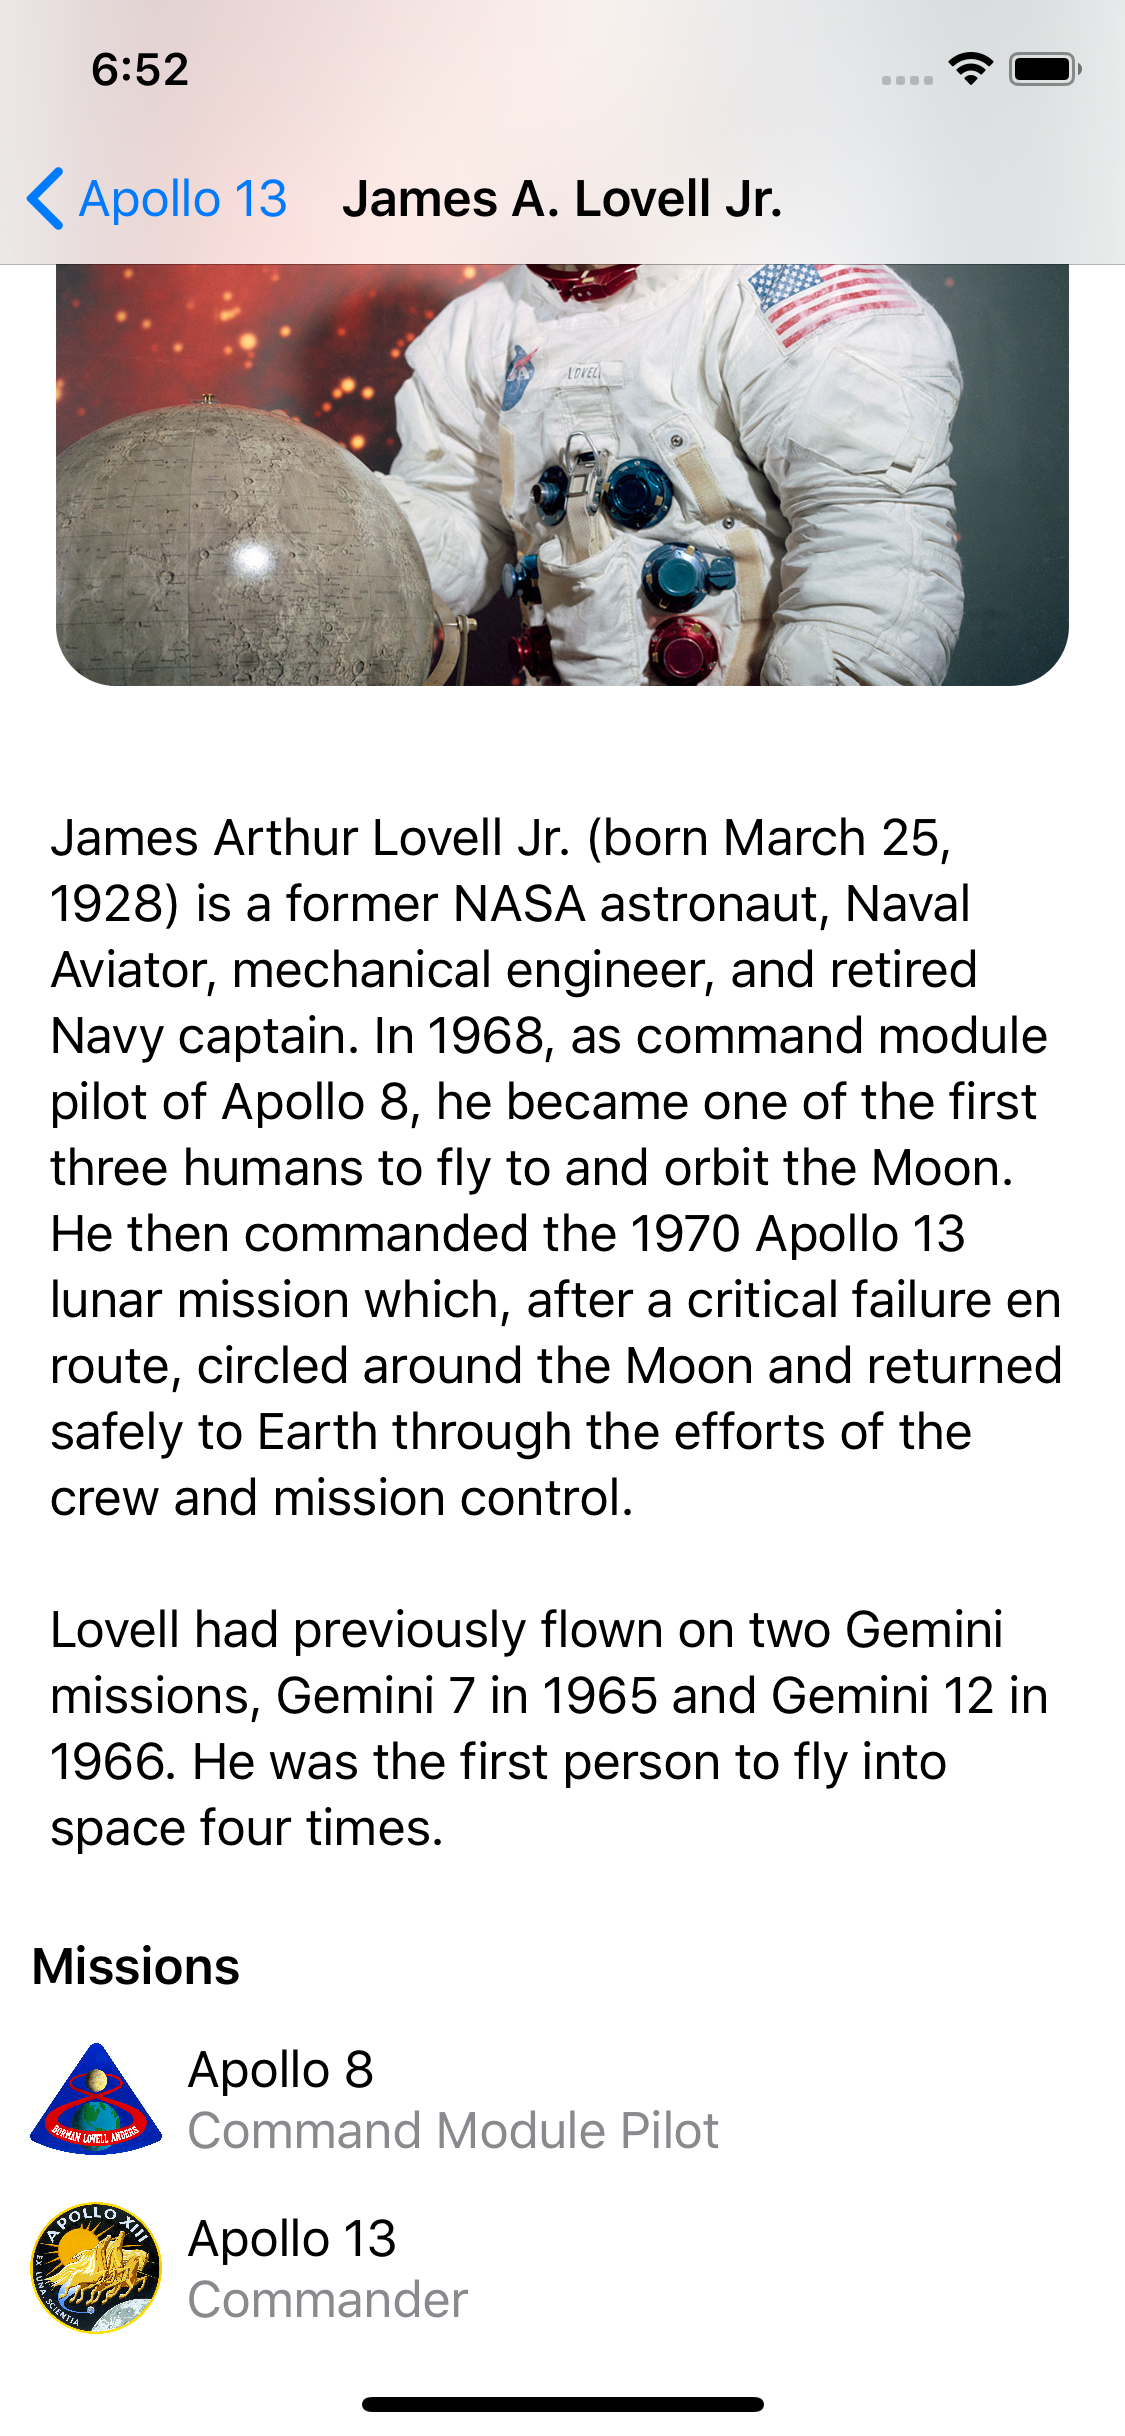 6:52
Apollo 13 James A. Lovell Jr.
LOVELL
James Arthur Lovell Jr. (born March 25,
1928) is a former NASA astronaut, Naval
Aviator, mechanical engineer, and retired
Navy captain. In 1968, as command module
pilot of Apollo 8, he became one of the first
three humans to fly to and orbit the Moon.
He then commanded the 1970 Apollo 13
lunar mission which, after a critical failure en
route, circled around the Moon and returned
safely to Earth through the efforts of the
crew and mission control.
Lovell had previously flown on two Gemini
missions, Gemini 7 in 1965 and Gemini 12 in
1966. He was the first person to fly into
space four times.
Missions
BORMAN LOVELL ANDERS
Apollo 8
Command Module Pilot
APOLLO XIII
EX LUNA, SCIENTIA
Apollo 13
Commander